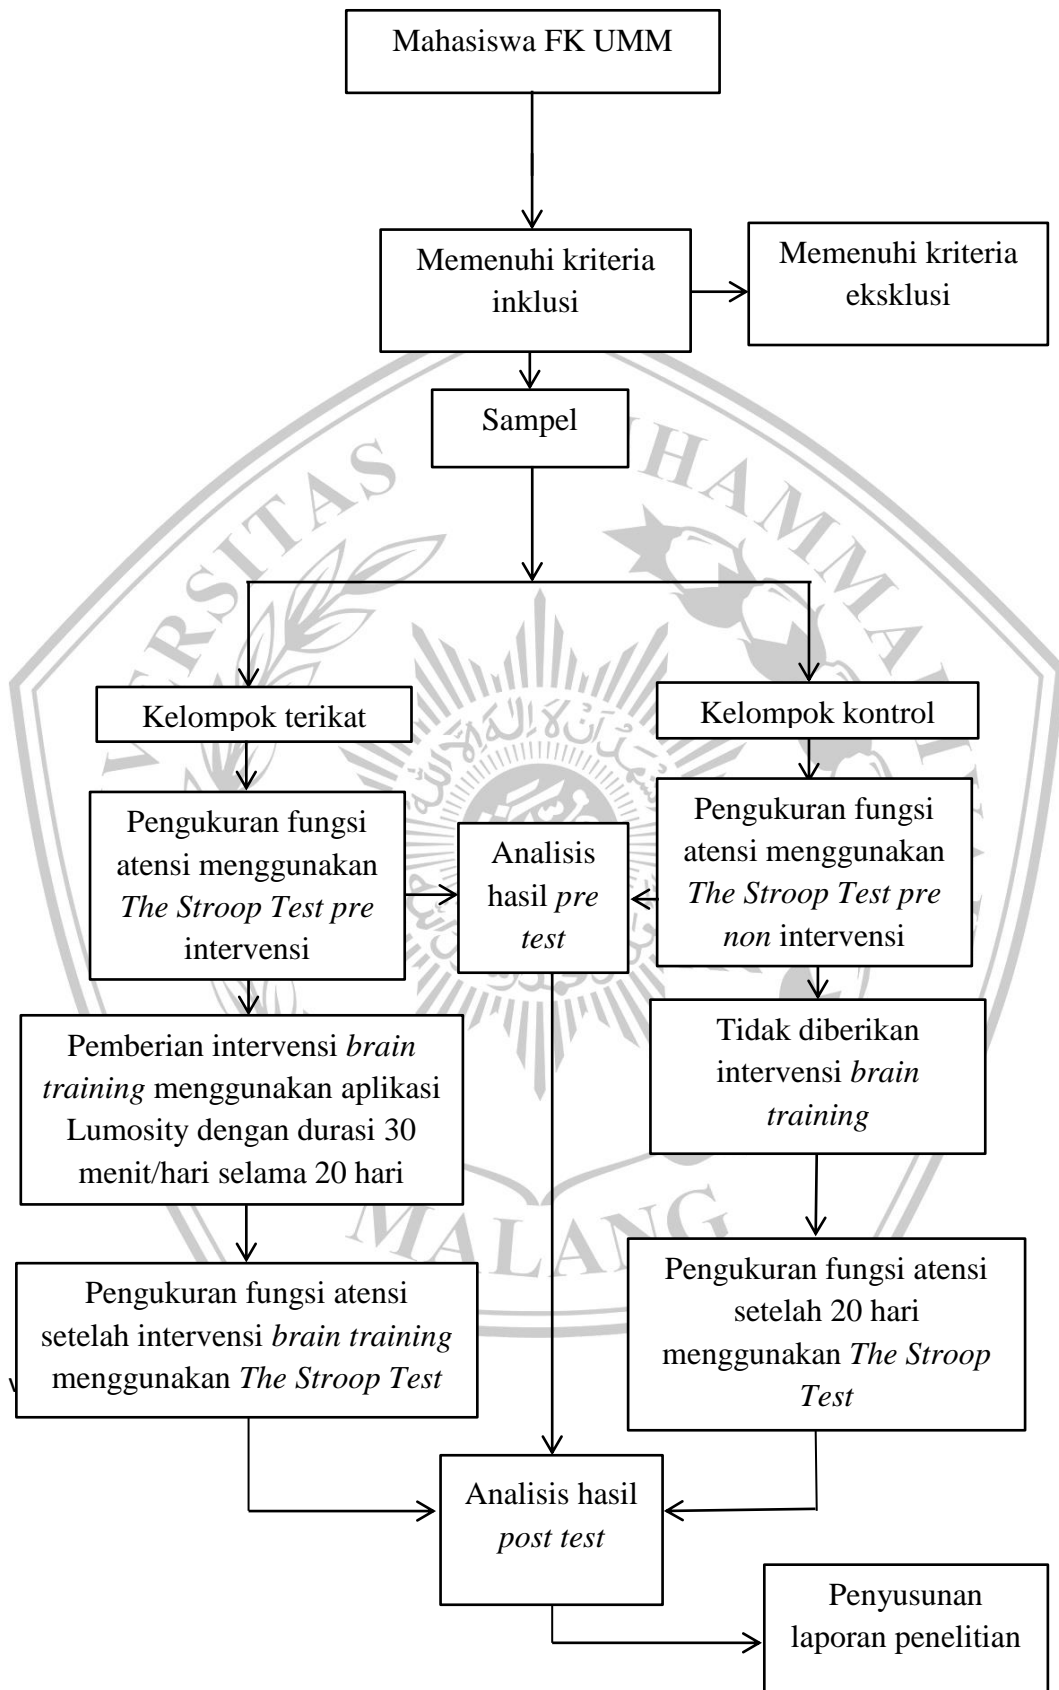 Mahasiswa FK UMM
Memenuhi kriteria
inklusi
Memenuhi kriteria
eksklusi
Sampel
VERSITAS
MUHAMMA
Kelompok terikat
Kelompok kontrol
Pengukuran fungsi
atensi menggunakan
The Stroop Test pre
intervensi
Analisis
hasil pre
test
Pengukuran fungsi
atensi menggunakan
The Stroop Test pre
non intervensi
Pemberian intervensi brain
training menggunakan aplikasi
Lumosity dengan durasi 30
menit/hari selama 20 hari
Tidak diberikan
intervensi brain
training
MALANG
Pengukuran fungsi atensi
setelah intervensi brain training
menggunakan The Stroop Test
Pengukuran fungsi atensi
setelah 20 hari
menggunakan The Stroop
Test
Analisis hasil
post test
Penyusunan
laporan penelitian